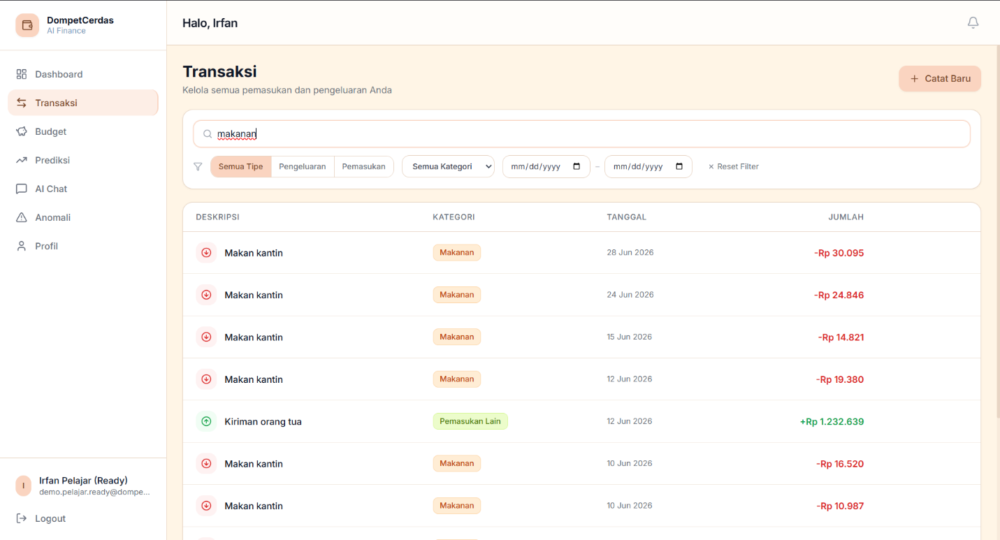 DompetCerdas
AI Finance
Dashboard
Transaksi
Budget
Prediksi
AI Chat
Anomali
Profil
I
Irfan Pelajar (Ready)
demo.pelajar.ready@dompe...
Logout
Halo, Irfan
Transaksi
Kelola semua pemasukan dan pengeluaran Anda
+ Catat Baru
makanan
Semua Tipe Pengeluaran Pemasukan Semua Kategori mm/dd/yyyy – mm/dd/yyyy × Reset Filter
DESKRIPSI KATEGORI TANGGAL JUMLAH
Makan kantin Makanan 28 Jun 2026 -Rp 30.095
Makan kantin Makanan 24 Jun 2026 -Rp 24.846
Makan kantin Makanan 15 Jun 2026 -Rp 14.821
Makan kantin Makanan 12 Jun 2026 -Rp 19.380
Kiriman orang tua Pemasukan Lain 12 Jun 2026 +Rp 1.232.639
Makan kantin Makanan 10 Jun 2026 -Rp 16.520
Makan kantin Makanan 10 Jun 2026 -Rp 10.987